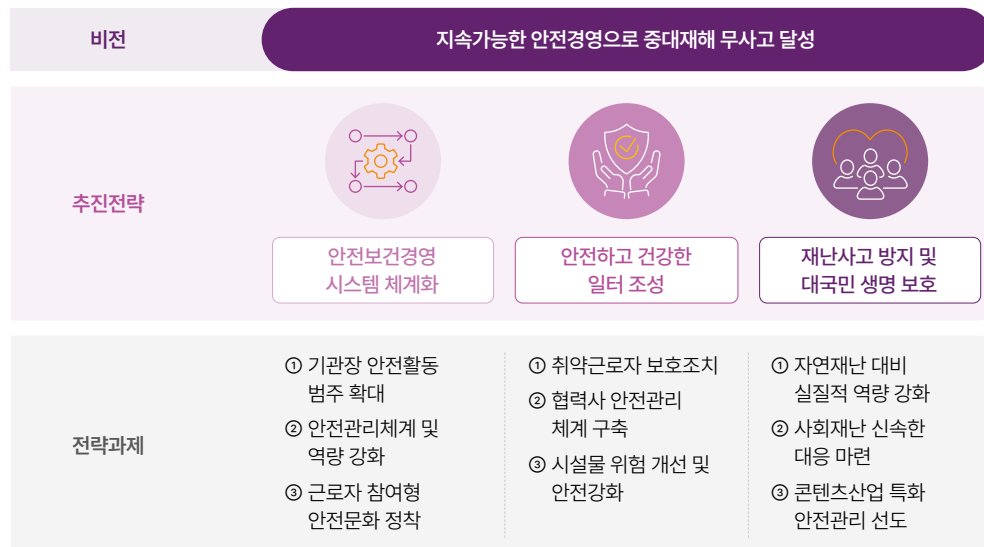 비전
지속가능한 안전경영으로 중대재해 무사고 달성
추진전략
안전보건경영
시스템 체계화
안전하고 건강한
일터 조성
재난사고 방지 및
대국민 생명 보호
전략과제
① 기관장 안전활동
범주 확대
② 안전관리체계 및
역량 강화
③ 근로자 참여형
안전문화 정착
① 취약근로자 보호조치
② 협력사 안전관리
체계 구축
③ 시설물 위험 개선 및
안전강화
① 자연재난 대비
실질적 역량 강화
② 사회재난 신속한
대응 마련
③ 콘텐츠산업 특화
안전관리 선도